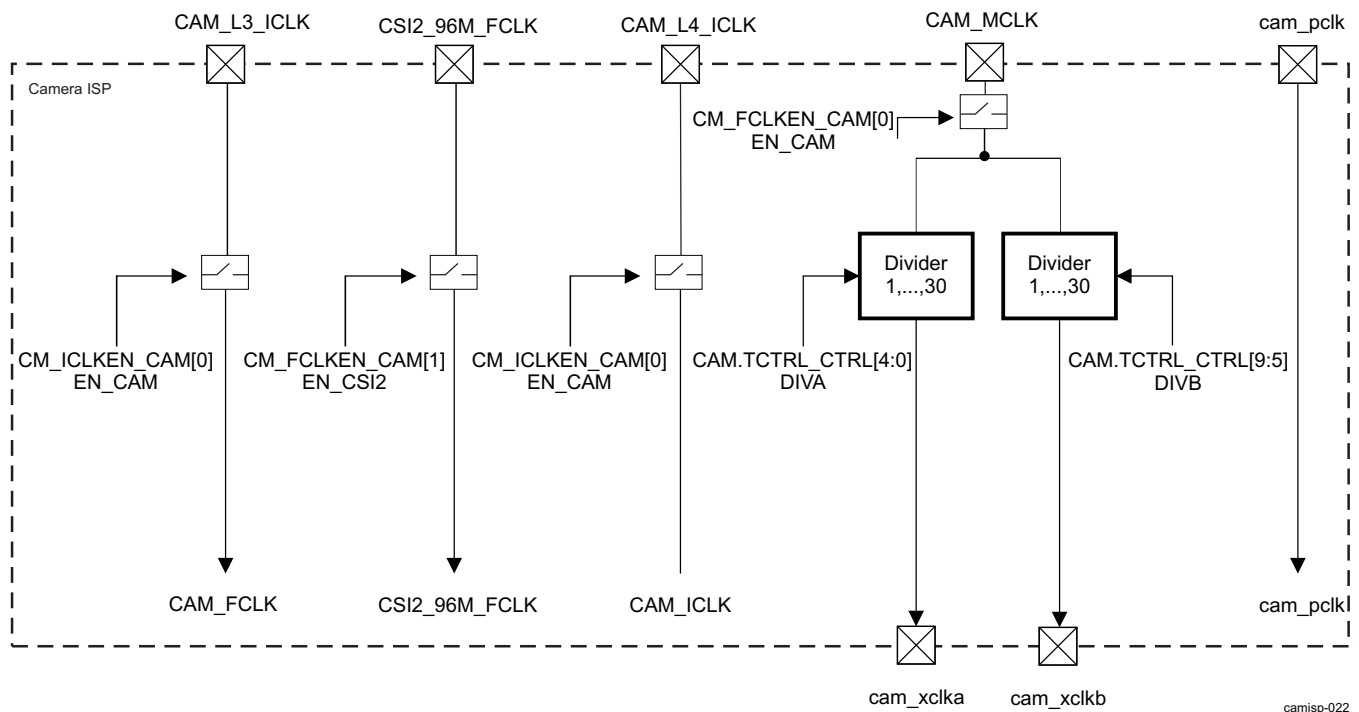 CAM_L3_ICLK
CSI2_96M_FCLK
CAM_L4_ICLK
CAM_MCLK
cam_pclk
Camera ISP
CM_FCLKEN_CAM[0]
EN_CAM
Divider
1,...,30
Divider
1,...,30
CM_ICLKEN_CAM[0]
EN_CAM
CM_FCLKEN_CAM[1]
EN_CSI2
CM_ICLKEN_CAM[0]
EN_CAM
CAM.TCTRL_CTRL[4:0]
DIVA
CAM.TCTRL_CTRL[9:5]
DIVB
CAM_FCLK
CSI2_96M_FCLK
CAM_ICLK
cam_pclk
cam_xclka
cam_xclkb
camisp-022